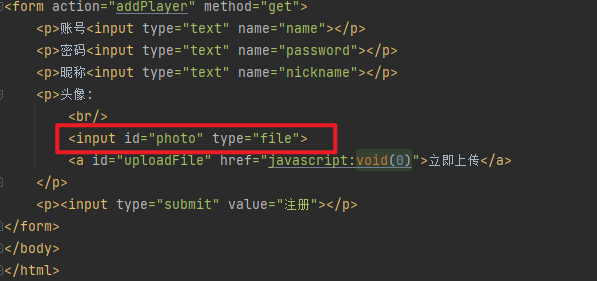 <form action="addPlayer" method="get">
<p>账号<input type="text" name="name"></p>
<p>密码<input type="text" name="password"></p>
<p>昵称<input type="text" name="nickname"></p>
<p>头像:
<br/>
<input id="photo" type="file">
<a id="uploadFile" href="javascript:void(0)">立即上传</a>
</p>
<p><input type="submit" value="注册"></p>
</form>
</body>
</html>